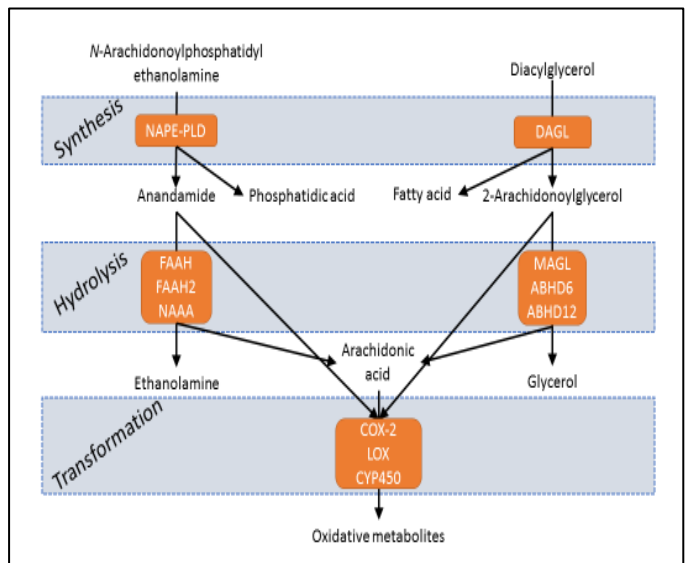 N-Arachidonoylphosphatidyl
ethanolamine
Diacylglycerol
Synthesis
NAPE-PLD
DAGL
Anandamide
Phosphatidic acid
Fatty acid
2-Arachidonoylglycerol
Hydrolysis
FAAH
FAAH2
NAAA
MAGL
ABHD6
ABHD12
Arachidonic
acid
Ethanolamine
Glycerol
Transformation
COX-2
LOX
CYP450
Oxidative metabolites